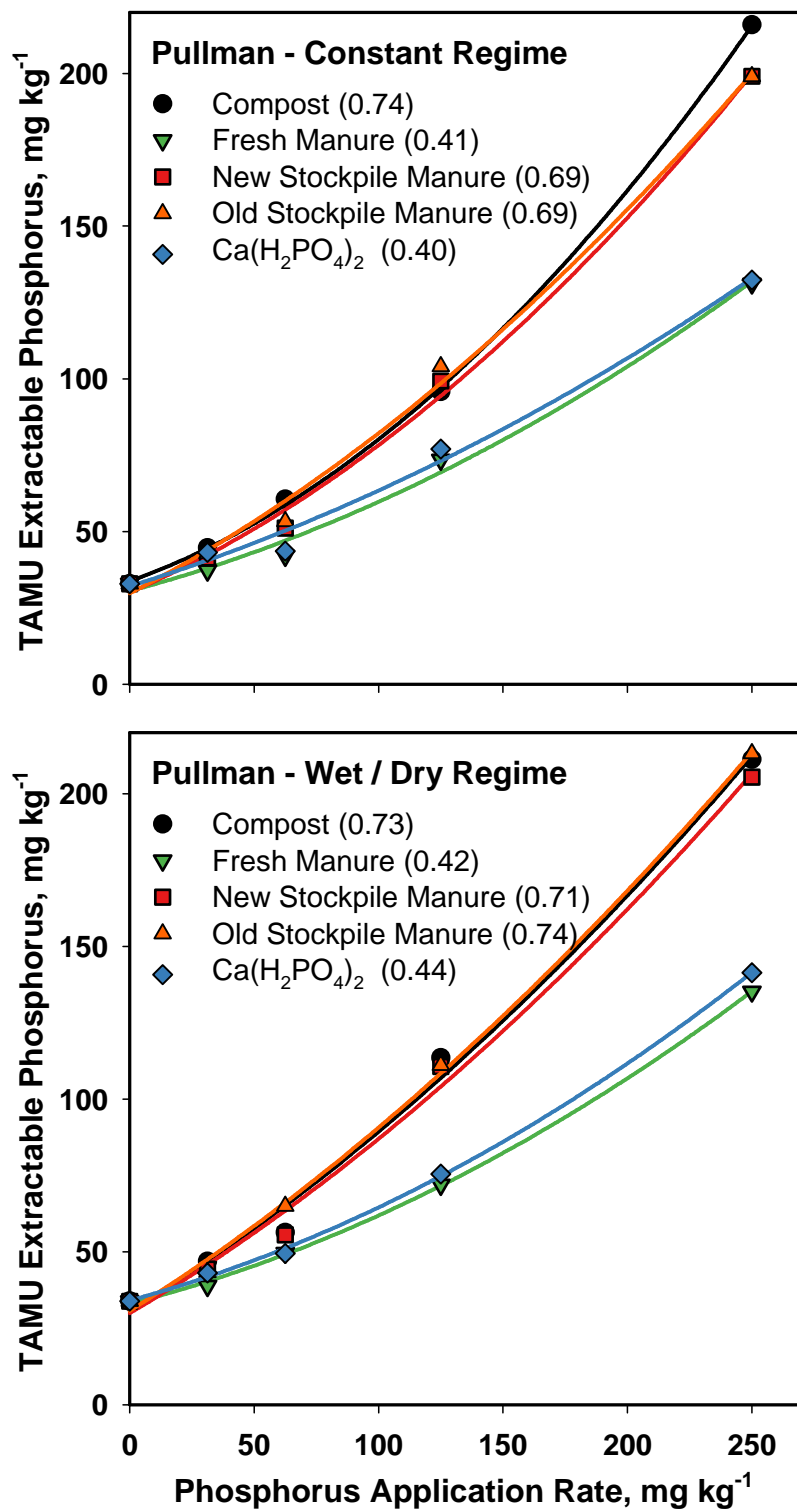 Pullman - Constant Regime
Compost (0.74)
Fresh Manure (0.41)
New Stockpile Manure (0.69)
Old Stockpile Manure (0.69)
Ca(H₂PO₄)₂ (0.40)
TAMU Extractable Phosphorus, mg kg⁻¹
200
150
100
50
0
Pullman - Wet / Dry Regime
Compost (0.73)
Fresh Manure (0.42)
New Stockpile Manure (0.71)
Old Stockpile Manure (0.74)
Ca(H₂PO₄)₂ (0.44)
TAMU Extractable Phosphorus, mg kg⁻¹
200
150
100
50
0
0 50 100 150 200 250
Phosphorus Application Rate, mg kg⁻¹